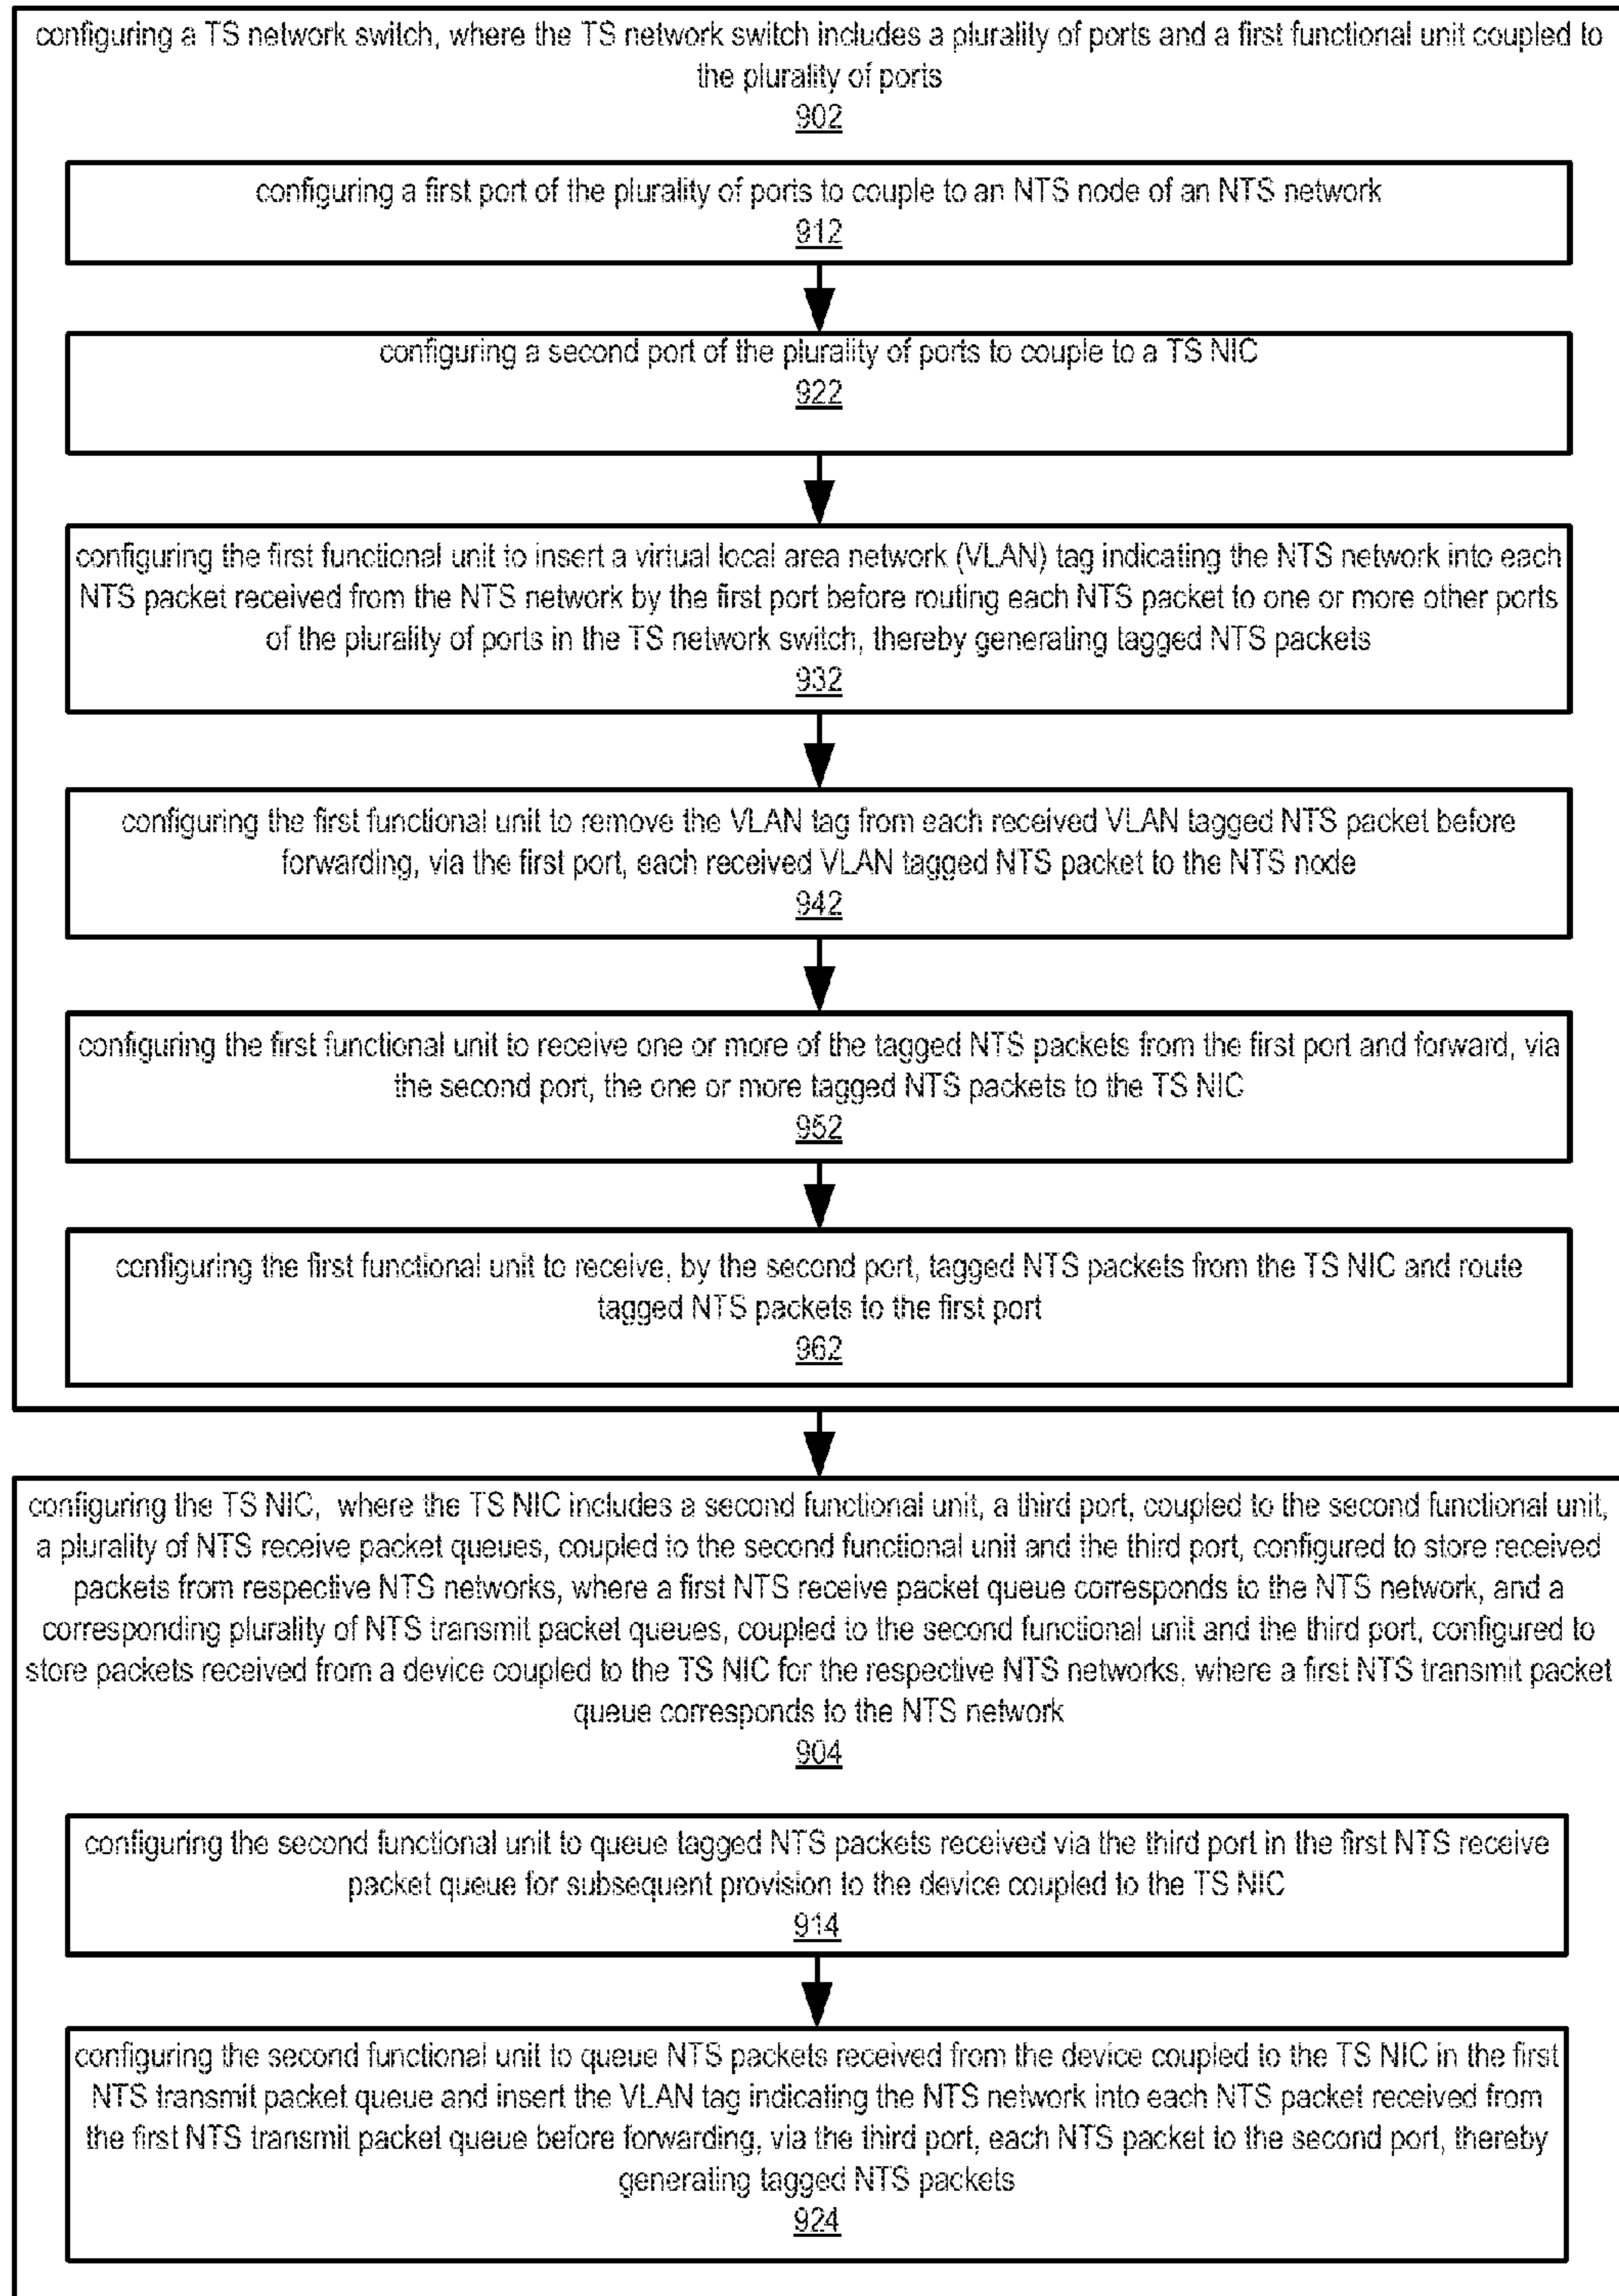 configuring a TS network switch, where the TS network switch includes a plurality of ports and a first functional unit coupled to
the plurality of ports
902
configuring a first port of the plurality of ports to couple to an NTS node of an NTS network
912
configuring a second port of the plurality of ports to couple to a TS NIC
922
configuring the first functional unit to insert a virtual local area network (VLAN) tag indicating the NTS network into each
NTS packet received from the NTS network by the first port before routing each NTS packet to one or more other ports
of the plurality of ports in the TS network switch, thereby generating tagged NTS packets
932
configuring the first functional unit to remove the VLAN tag from each received VLAN tagged NTS packet before
forwarding, via the first port, each received VLAN tagged NTS packet to the NTS node
942
configuring the first functional unit to receive one or more of the tagged NTS packets from the first port and forward, via
the second port, the one or more tagged NTS packets to the TS NIC
952
configuring the first functional unit to receive, by the second port, tagged NTS packets from the TS NIC and route
tagged NTS packets to the first port
962
configuring the TS NIC, where the TS NIC includes a second functional unit, a third port, coupled to the second functional unit,
a plurality of NTS receive packet queues, coupled to the second functional unit and the third port, configured to store received
packets from respective NTS networks, where a first NTS receive packet queue corresponds to the NTS network, and a
corresponding plurality of NTS transmit packet queues, coupled to the second functional unit and the third port, configured to
store packets received from a device coupled to the TS NIC for the respective NTS networks, where a first NTS transmit packet
queue corresponds to the NTS network
904
configuring the second functional unit to queue tagged NTS packets received via the third port in the first NTS receive
packet queue for subsequent provision to the device coupled to the TS NIC
914
configuring the second functional unit to queue NTS packets received from the device coupled to the TS NIC in the first
NTS transmit packet queue and insert the VLAN tag indicating the NTS network into each NTS packet received from
the first NTS transmit packet queue before forwarding, via the third port, each NTS packet to the second port, thereby
generating tagged NTS packets
924